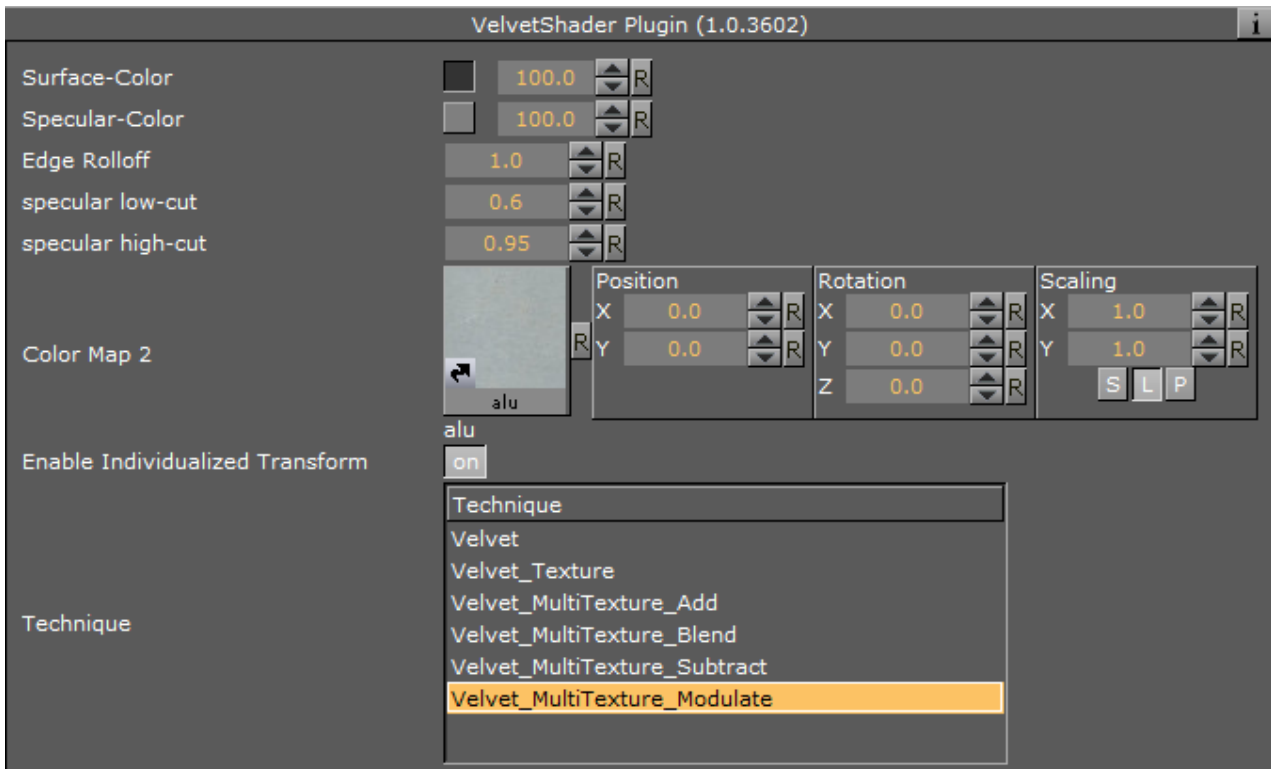 VelvetShader Plugin (1.0.3602) i
Surface-Color 100.0 R
Specular-Color 100.0 R
Edge Rolloff 1.0 R
specular low-cut 0.6 R
specular high-cut 0.95 R
Position Rotation Scaling
X 0.0 R X 0.0 R X 1.0 R
Color Map 2 R Y 0.0 R Y 0.0 R Y 1.0 R
alu Z 0.0 R S L P
alu
Enable Individualized Transform on
Technique
Velvet
Velvet_Texture
Velvet_MultiTexture_Add
Technique Velvet_MultiTexture_Blend
Velvet_MultiTexture_Subtract
Velvet_MultiTexture_Modulate